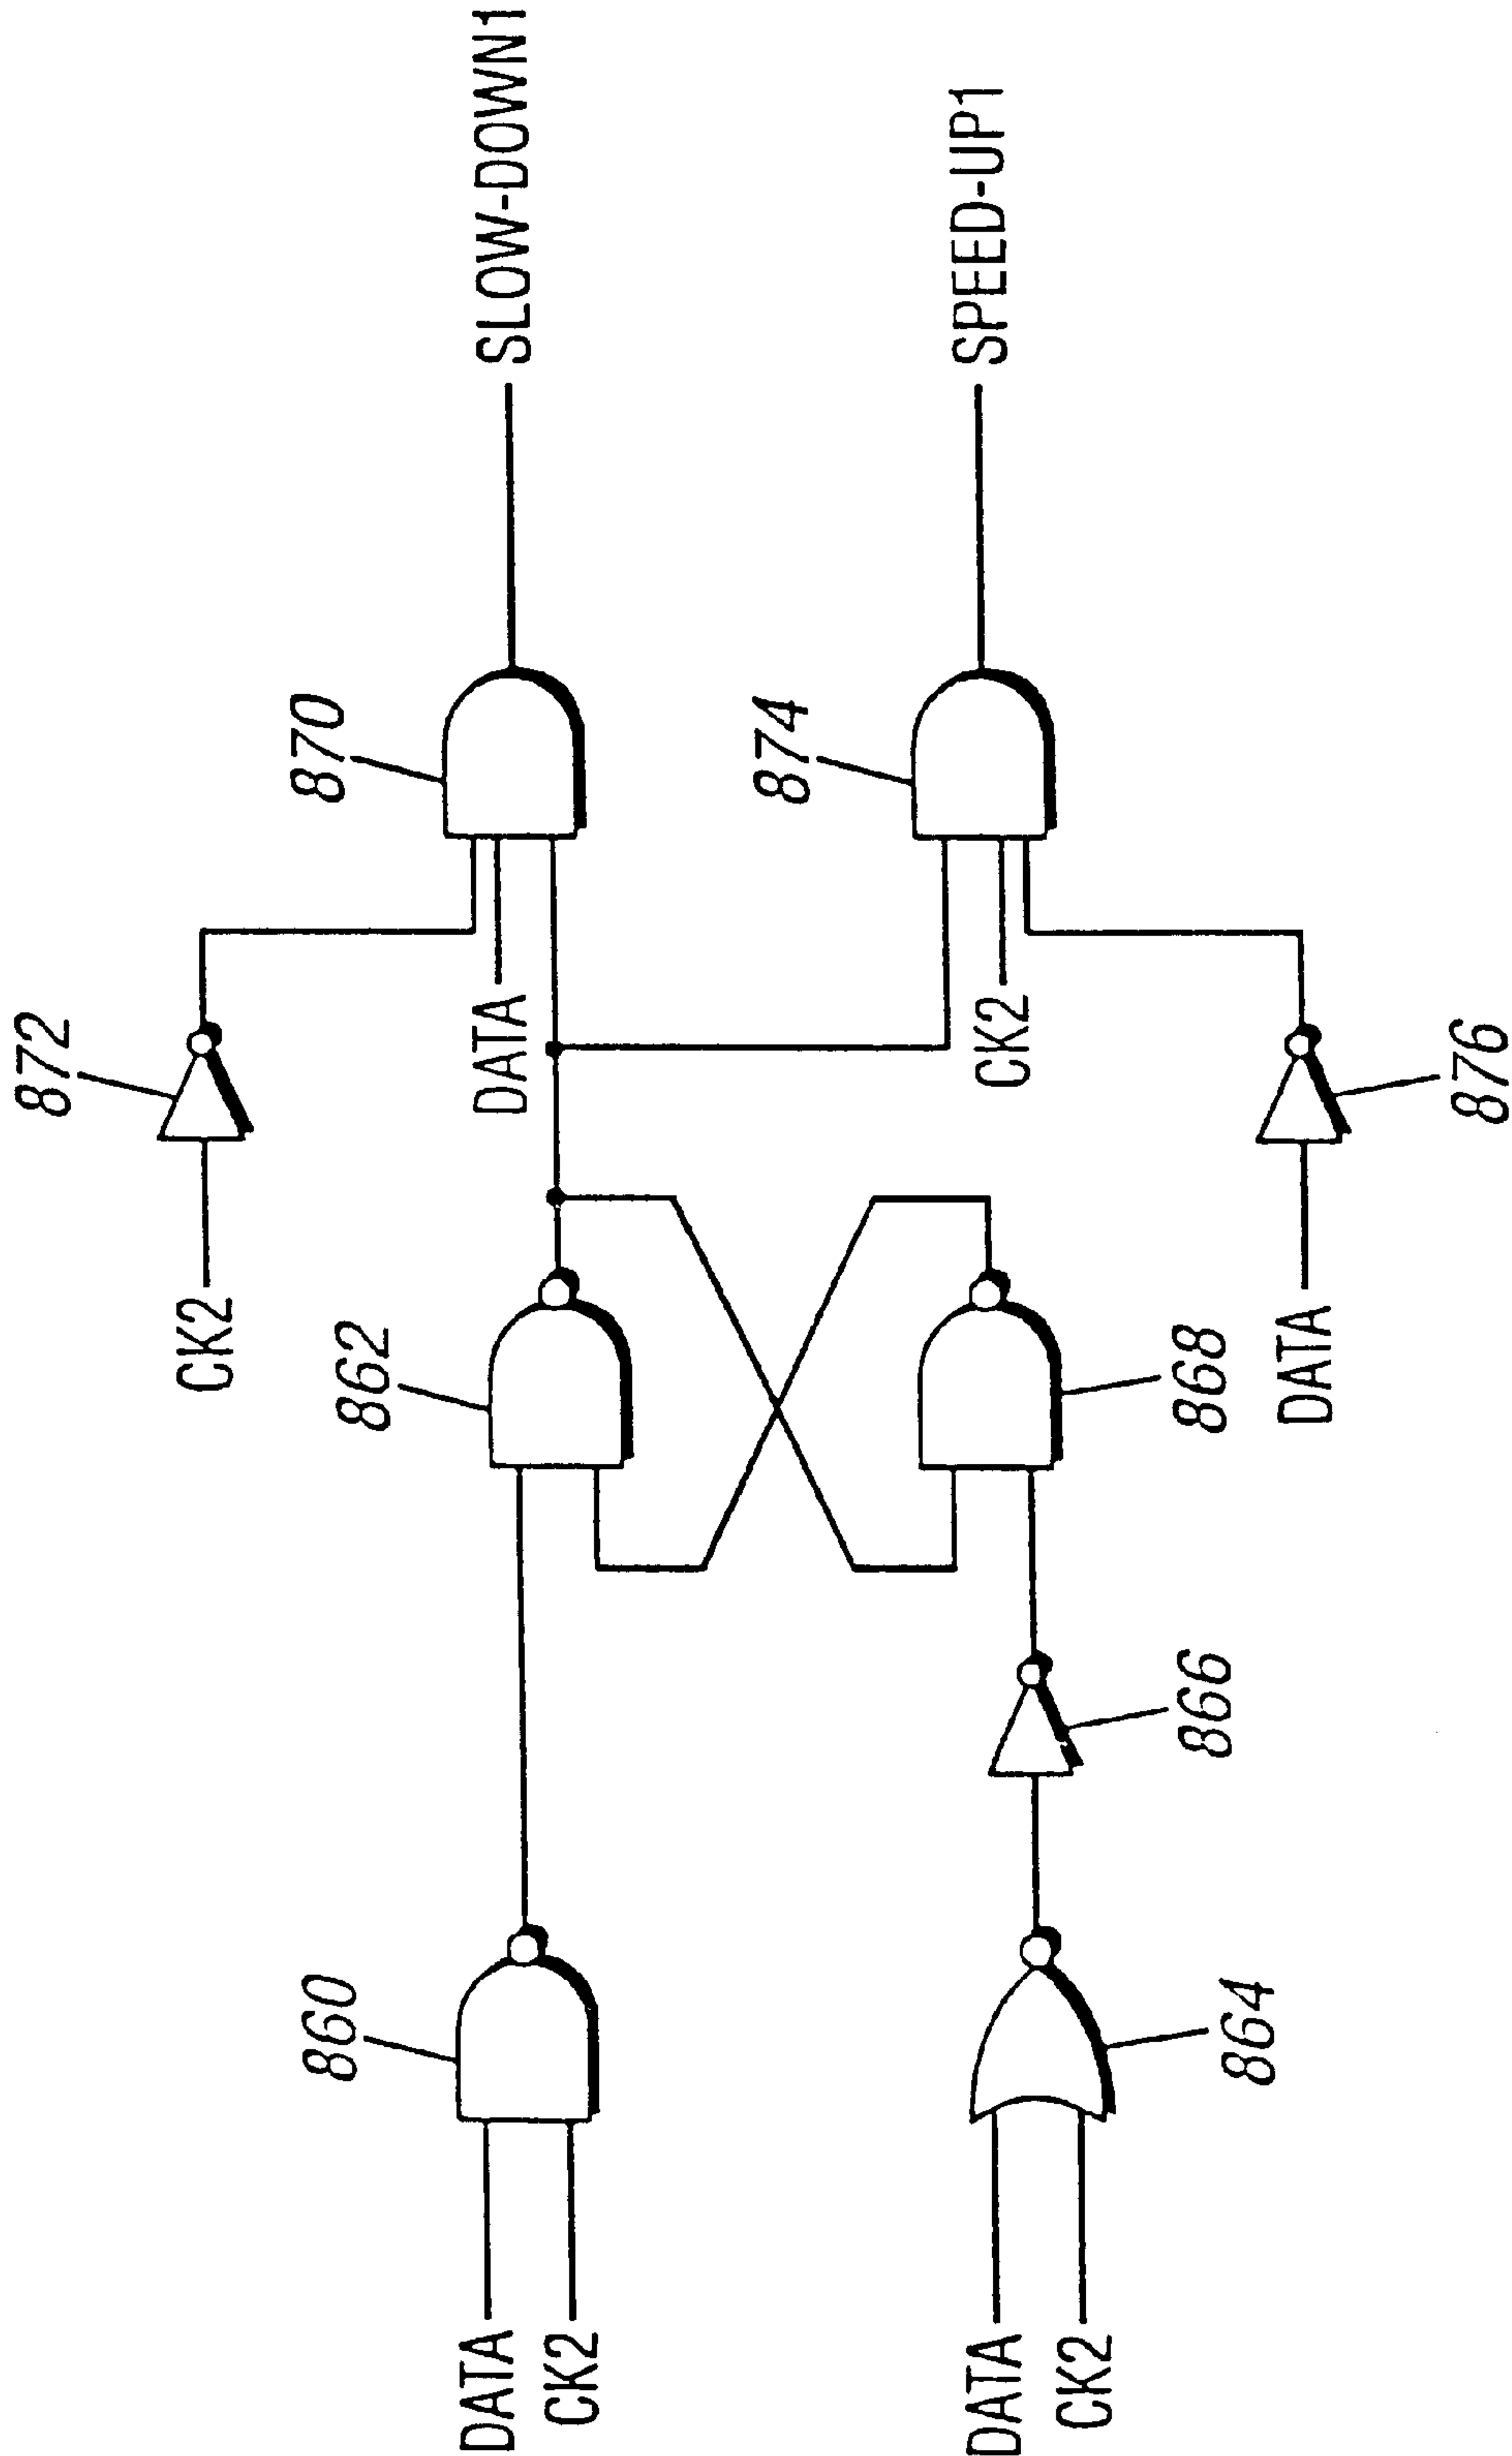 872
CK2
870
SLOW-DOWN1
DATA
862
860
DATA
CK2
874
SPEED-UP1
CK2
868
866
864
DATA
CK2
DATA
876